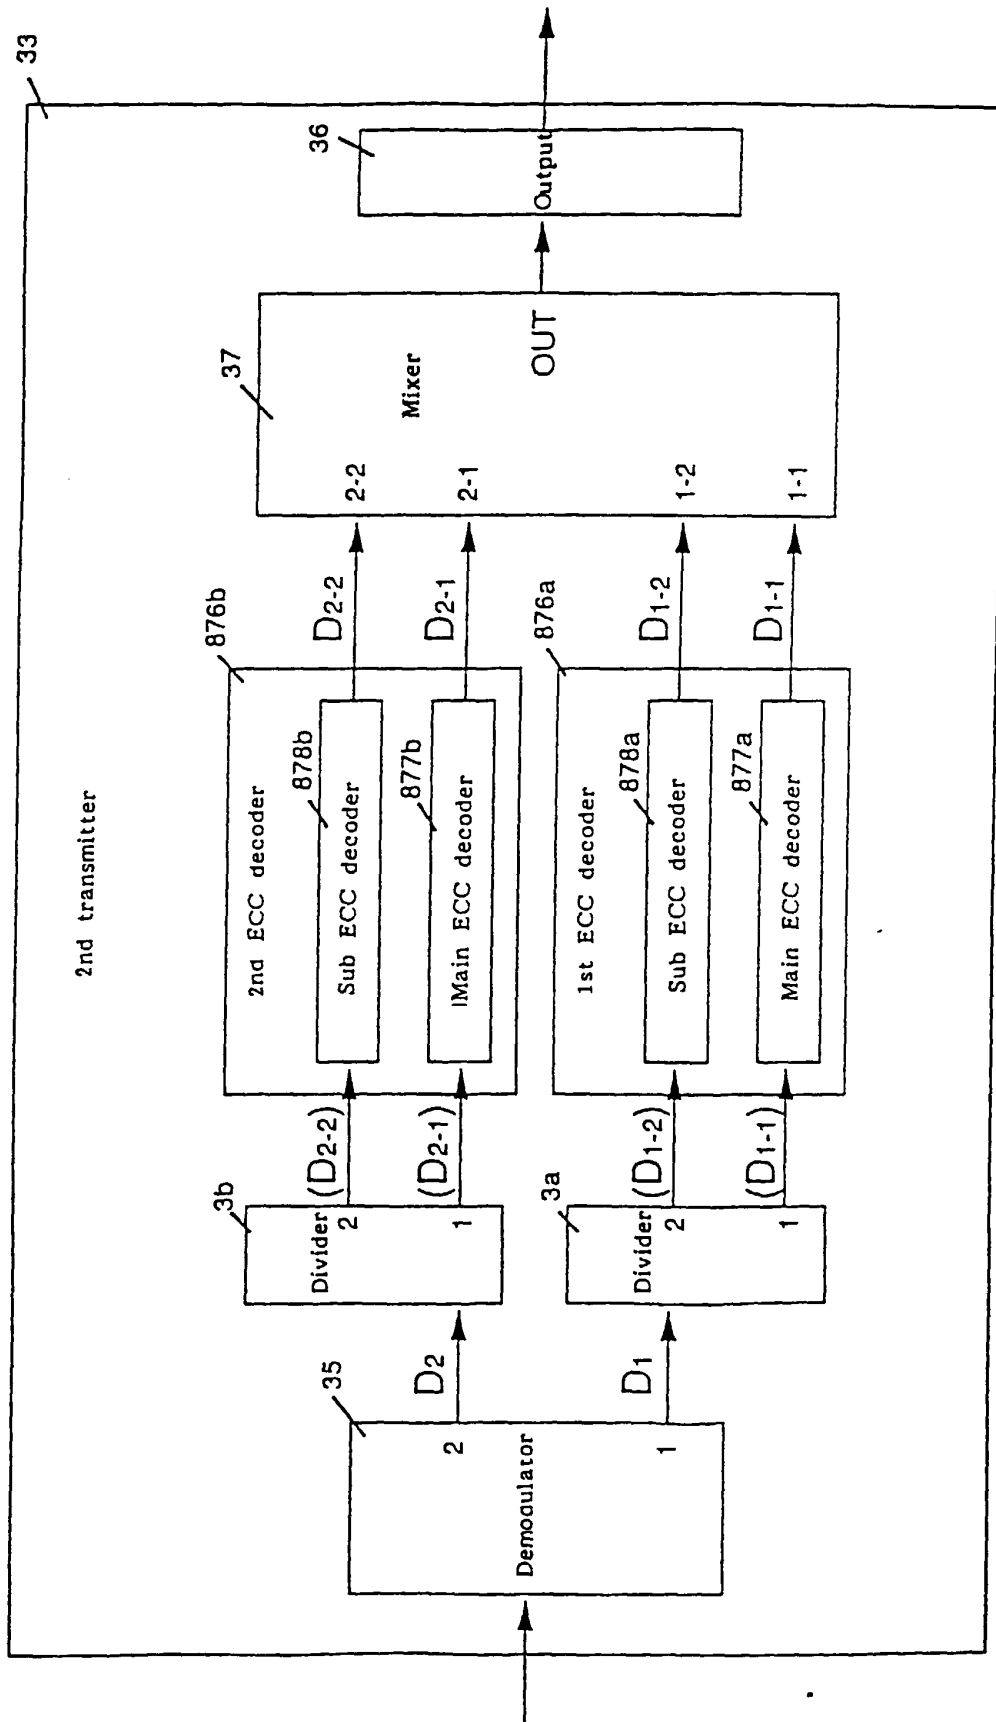 33
2nd transmitter
35
Demodulator
2
1
D2
D1
3b
Divider
2
1
3a
Divider
2
1
(D2-2)
(D2-1)
(D1-2)
(D1-1)
876b
2nd ECC decoder
878b
Sub ECC decoder
877b
Main ECC decoder
876a
1st ECC decoder
878a
Sub ECC decoder
877a
Main ECC decoder
D2-2
D2-1
D1-2
D1-1
37
2-2
2-1
1-2
1-1
Mixer
OUT
36
Output